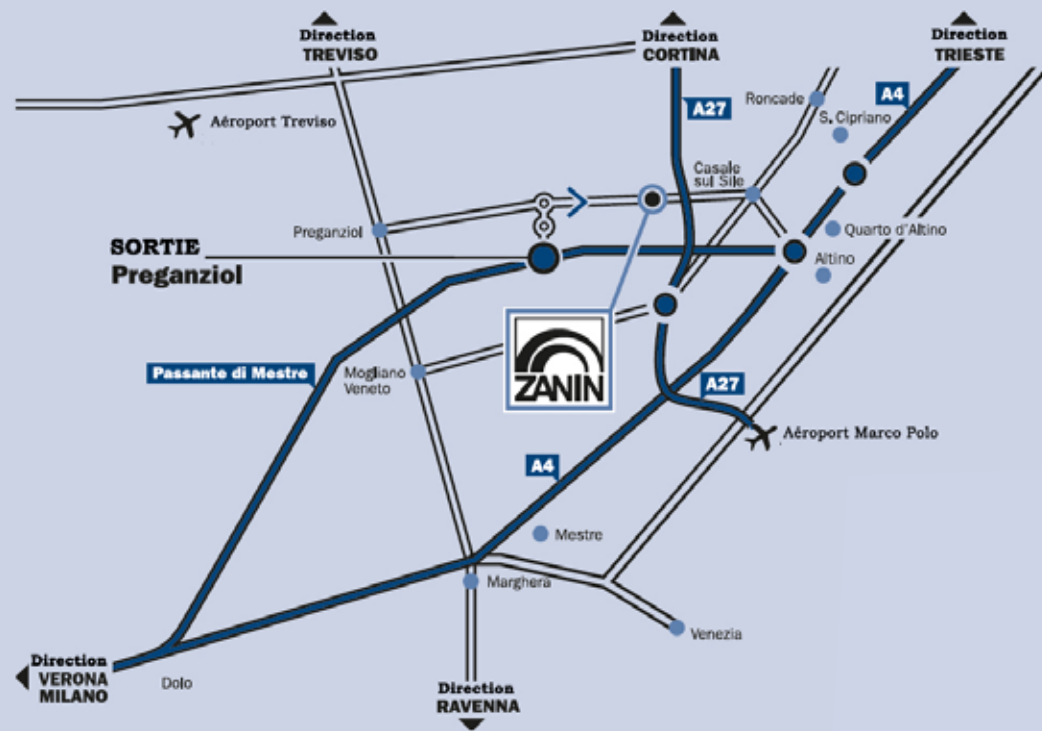 Direction
TREVISO
Direction
CORTINA
Direction
TRIESTE
A27
Roncade
A4
S. Cipriano
Aéroport Treviso
Casale
sul Sile
Preganziol
Quarto d'Altino
SORTIE
Preganziol
Altino
ZANIN
Passante di Mestre
Mogliano
Veneto
A27
Aéroport Marco Polo
A4
Mestre
Marghera
Venezia
Direction
VERONA
MILANO
Dolo
Direction
RAVENNA